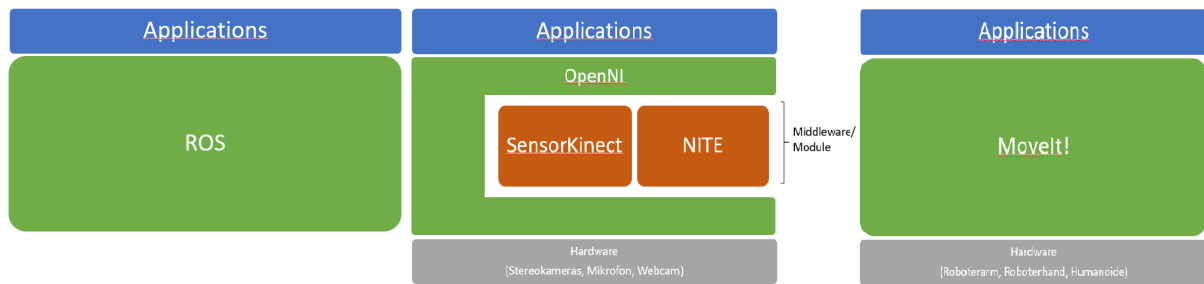 Applications
ROS
Applications
OpenNI
SensorKinect
NITE
Middleware/
Module
Hardware
(Stereokameras, Mikrofon, Webcam)
Applications
MoveIt!
Hardware
(Roboterarm, Roboterhand, Humanoide)